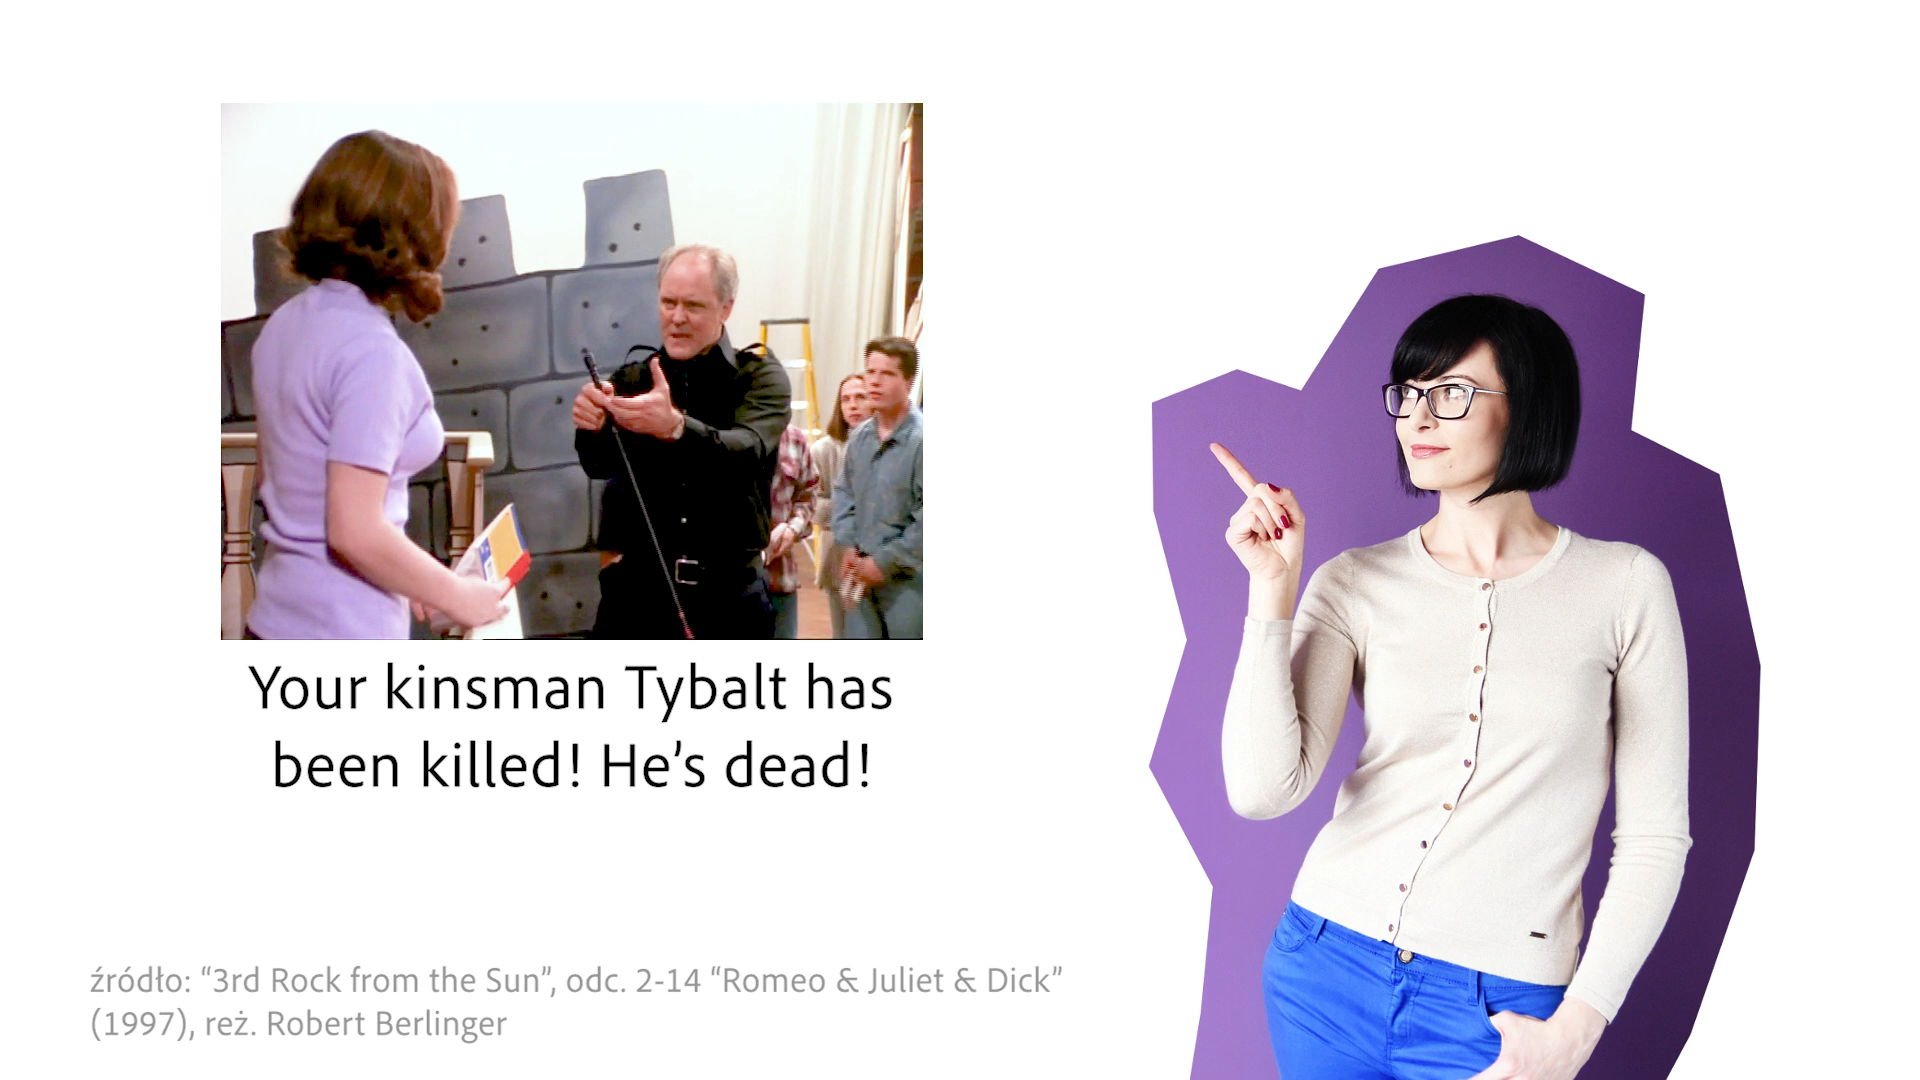 Your kinsman Tybalt has
been killed! He’s dead!
źródło: “3rd Rock from the Sun”, odc. 2-14 “Romeo & Juliet & Dick”
(1997), reż. Robert Berlinger